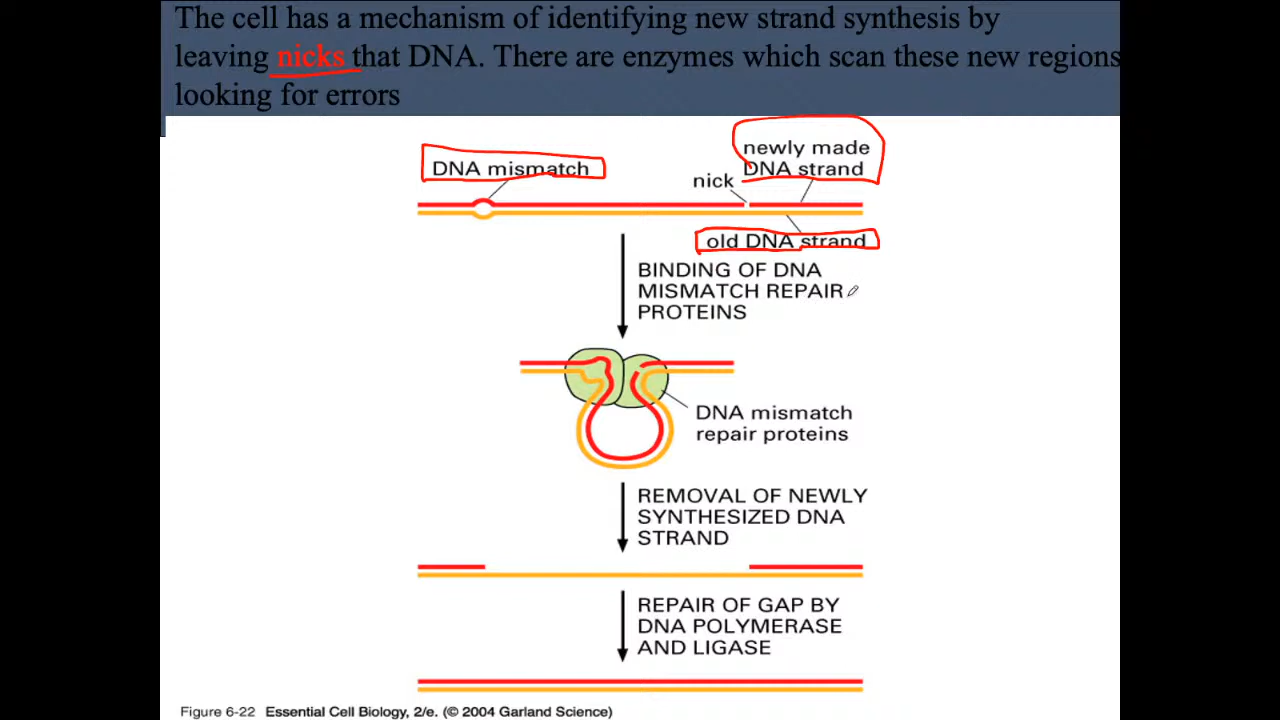 The cell has a mechanism of identifying new strand synthesis by
leaving nicks that DNA. There are enzymes which scan these new regions
looking for errors
DNA mismatch
newly made
DNA strand
nick
old DNA strand
BINDING OF DNA
MISMATCH REPAIR
PROTEINS
DNA mismatch
repair proteins
REMOVAL OF NEWLY
SYNTHESIZED DNA
STRAND
REPAIR OF GAP BY
DNA POLYMERASE
AND LIGASE
Figure 6-22 Essential Cell Biology, 2/e. (© 2004 Garland Science)